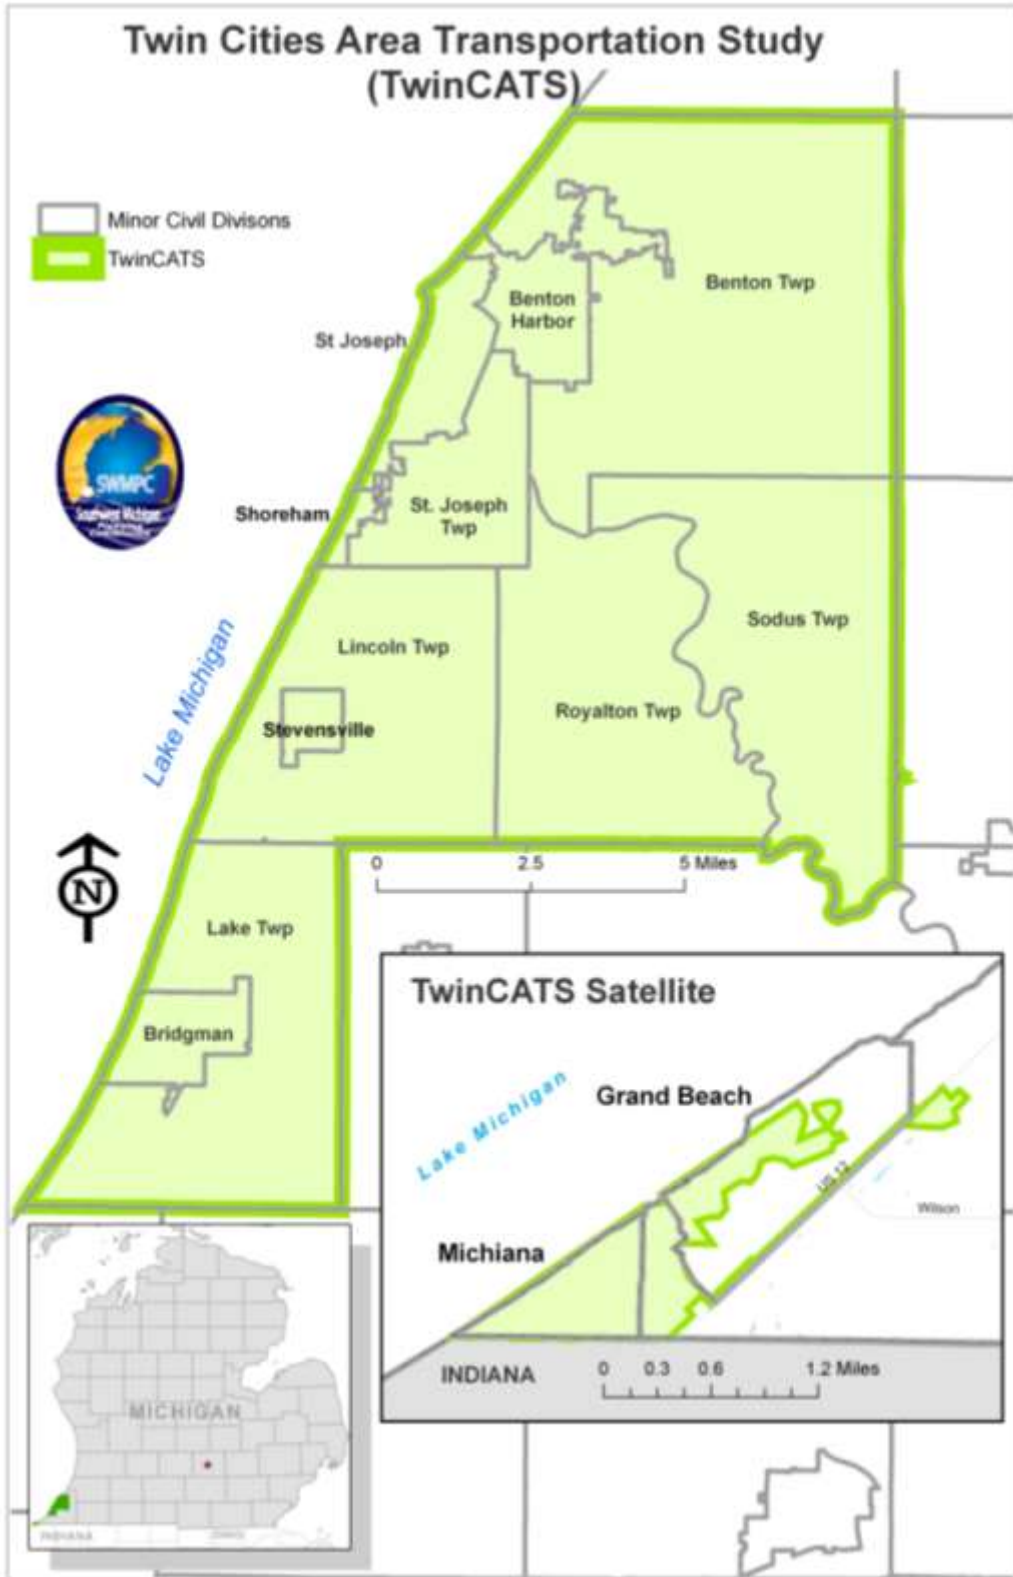 Twin Cities Area Transportation Study
(TwinCATS)
Minor Civil Divisons
TwinCATS
Benton Twp
Benton
Harbor
St Joseph
SWMPC
Southwest Michigan
Shoreham
St. Joseph
Twp
Lake Michigan
Lincoln Twp
Sodus Twp
Stevensville
Royalton Twp
N
0 2.5 5 Miles
Lake Twp
Bridgman
TwinCATS Satellite
Lake Michigan
Grand Beach
US 12
Wilson
Michiana
INDIANA
0 0.3 0.6 1.2 Miles
MICHIGAN
INDIANA